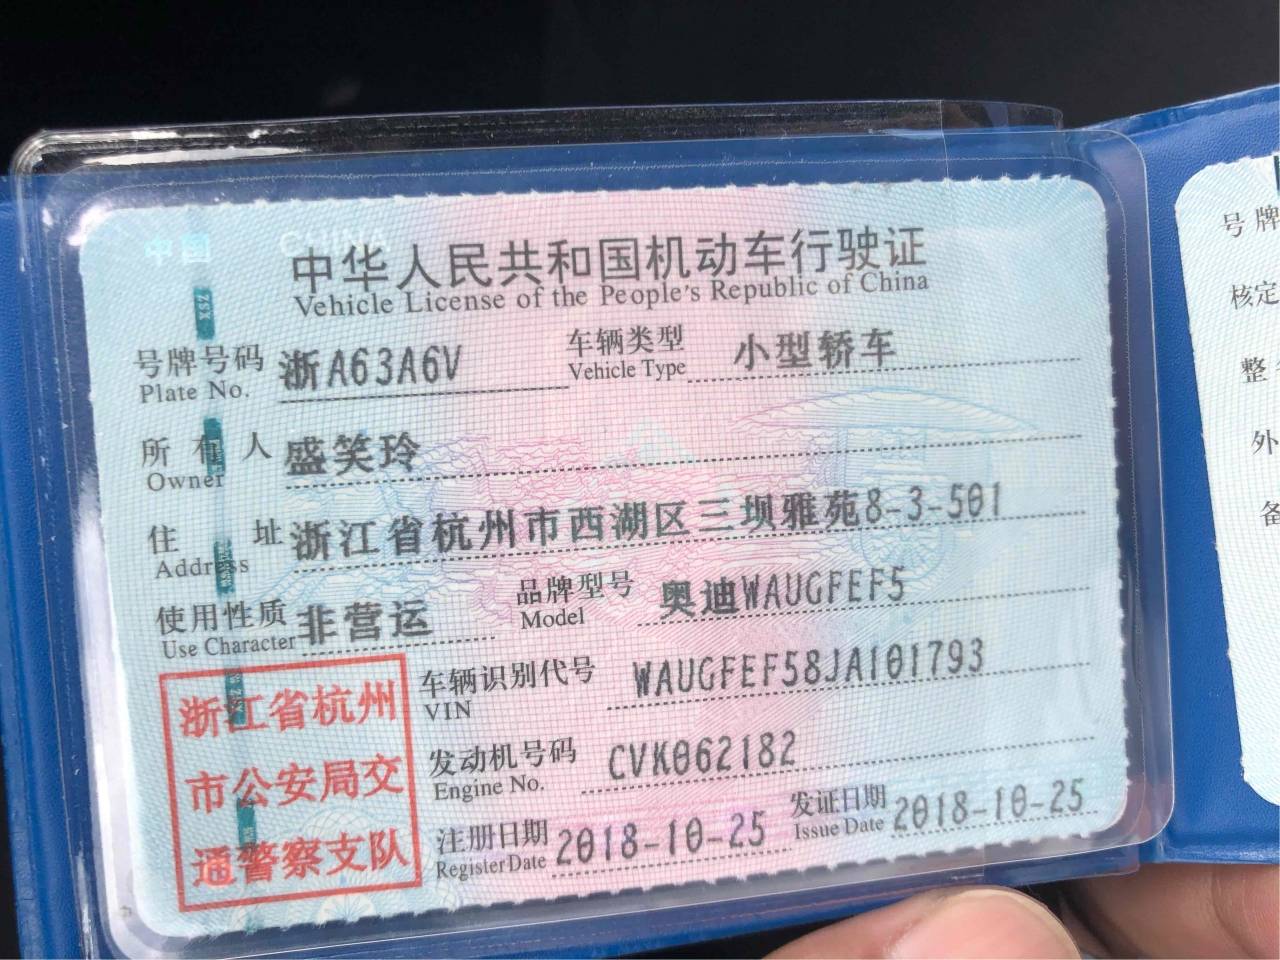 中国 CHINA
中华人民共和国机动车行驶证
Vehicle License of the People's Republic of China
号牌号码 浙A63A6V 车辆类型 小型轿车
Plate No. Vehicle Type
所有人 盛笑玲
Owner
住址 浙江省杭州市西湖区三坝雅苑8-3-501
Address
使用性质 非营运 品牌型号 奥迪WAUGFEF5
Use Character Model
车辆识别代号 WAUGFEF58JA101793
VIN
发动机号码 CVK062182
Engine No.
注册日期 2018-10-25 发证日期 2018-10-25
Register Date Issue Date
浙江省杭州
市公安局交
通警察支队
XSZ
号牌
核定
整
外
备